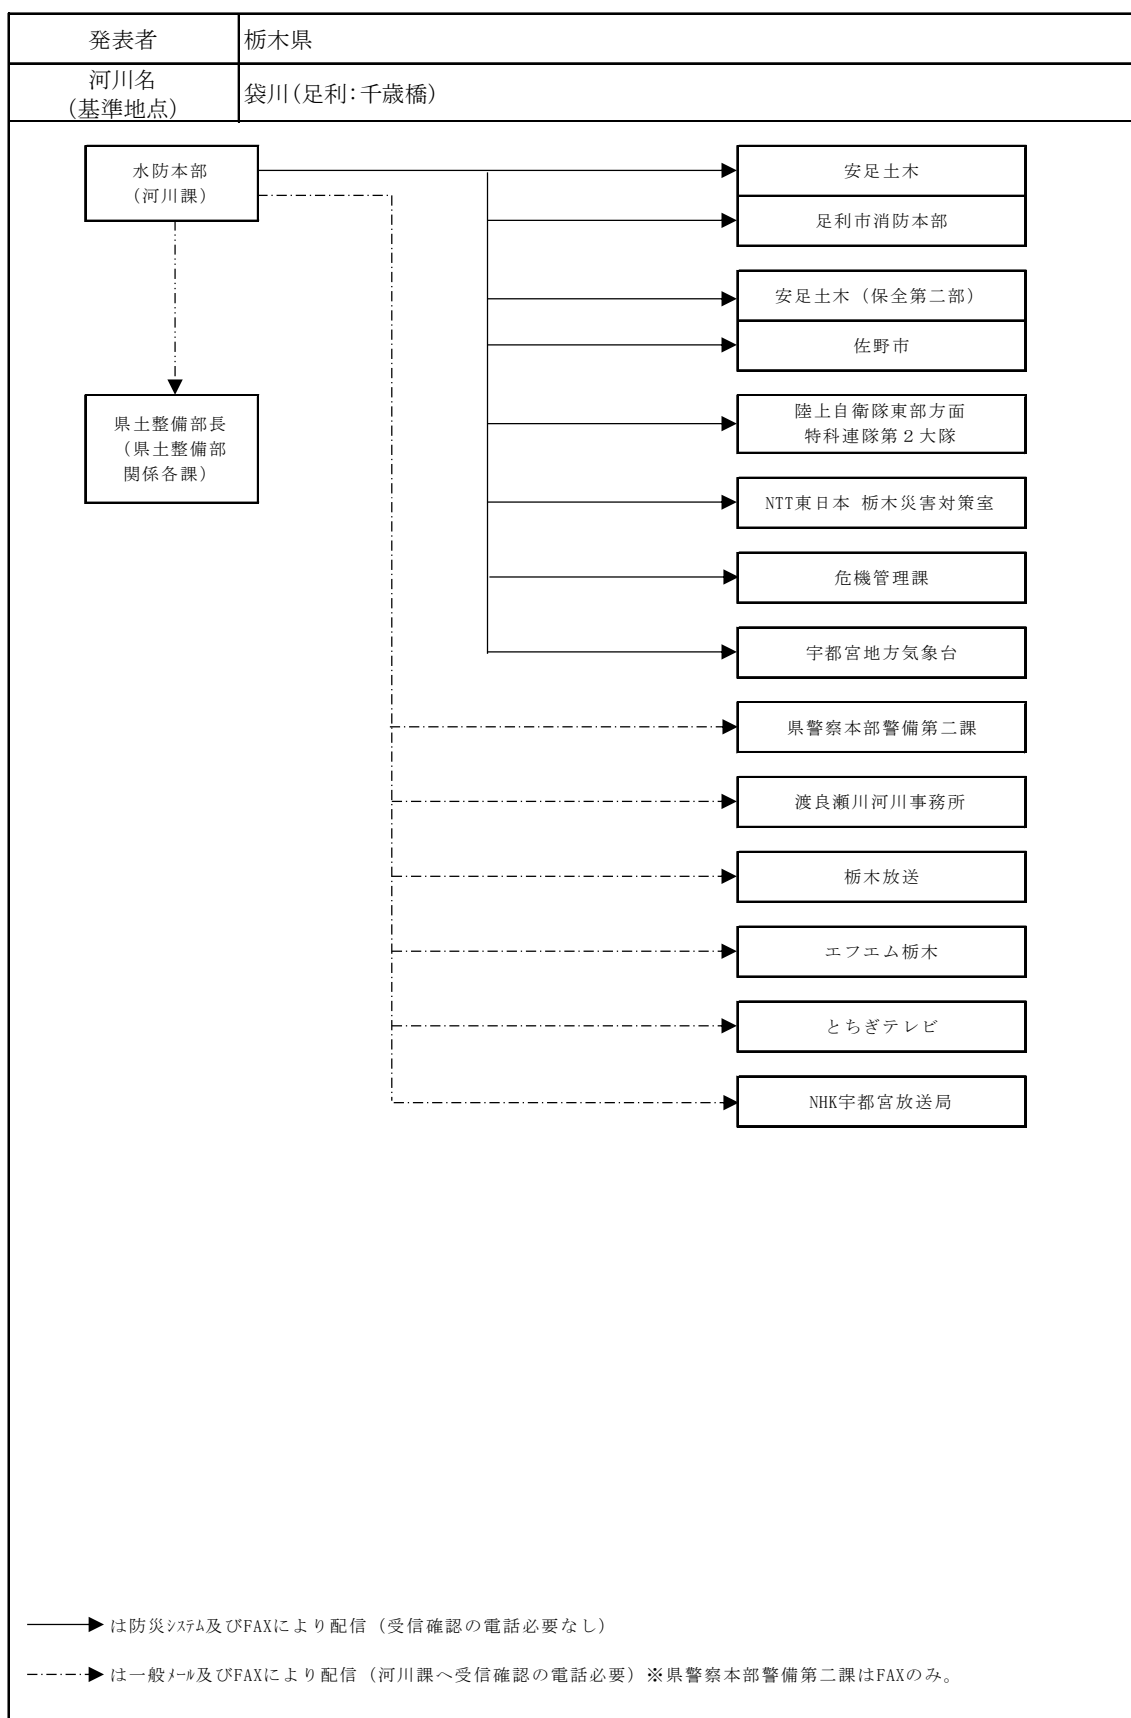 発表者
栃木県
河川名
(基準地点)
袋川(足利:千歳橋)
水防本部
(河川課)
安足土木
足利市消防本部
安足土木(保全第二部)
佐野市
県土整備部長
(県土整備部
関係各課)
陸上自衛隊東部方面
特科連隊第2大隊
NTT東日本 栃木災害対策室
危機管理課
宇都宮地方気象台
県警察本部警備第二課
渡良瀬川河川事務所
栃木放送
エフエム栃木
とちぎテレビ
NHK宇都宮放送局
は防災ｼｽﾃﾑ及びFAXにより配信(受信確認の電話必要なし)
は一般ﾒｰﾙ及びFAXにより配信(河川課へ受信確認の電話必要)※県警察本部警備第二課はFAXのみ。